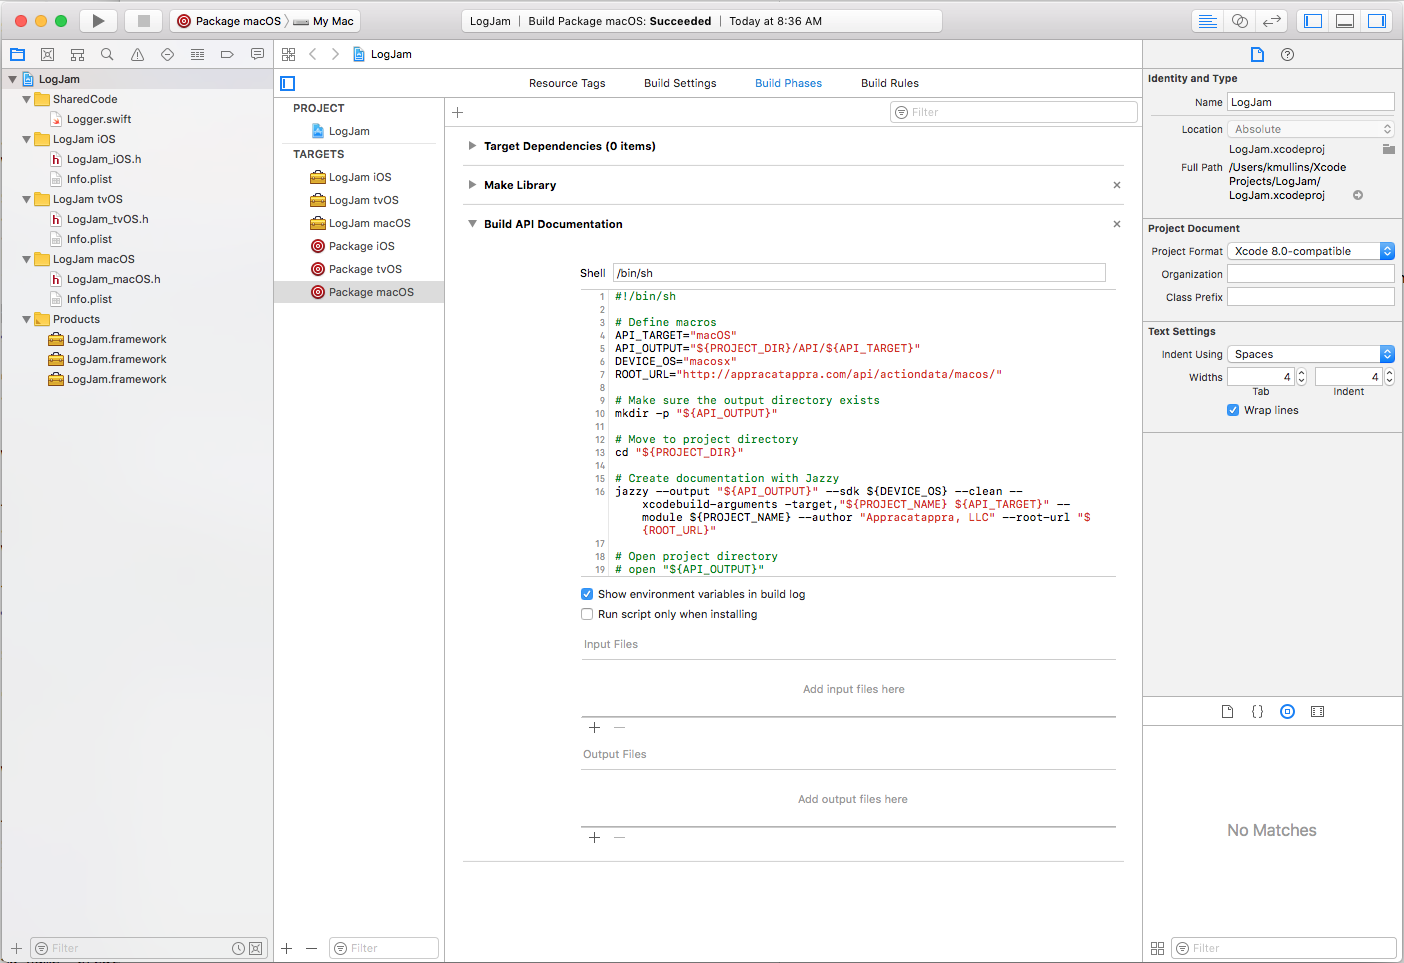 Package macOS
My Mac
LogJam | Build Package macOS: Succeeded | Today at 8:36 AM
LogJam
SharedCode
Logger.swift
LogJam iOS
LogJam_iOS.h
Info.plist
LogJam tvOS
LogJam_tvOS.h
Info.plist
LogJam macOS
LogJam_macOS.h
Info.plist
Products
LogJam.framework
LogJam.framework
LogJam.framework
Filter
LogJam
Resource Tags
Build Settings
Build Phases
Build Rules
PROJECT
LogJam
TARGETS
LogJam iOS
LogJam tvOS
LogJam macOS
Package iOS
Package tvOS
Package macOS
Filter
Filter
Target Dependencies (0 items)
Make Library
Build API Documentation
Shell
/bin/sh
1 #!/bin/sh
2
3 # Define macros
4 API_TARGET="macOS"
5 API_OUTPUT="${PROJECT_DIR}/API/${API_TARGET}"
6 DEVICE_OS="macosx"
7 ROOT_URL="http://appracatappra.com/api/actiondata/macos/"
8
9 # Make sure the output directory exists
10 mkdir -p "${API_OUTPUT}"
11
12 # Move to project directory
13 cd "${PROJECT_DIR}"
14
15 # Create documentation with Jazzy
16 jazzy --output "${API_OUTPUT}" --sdk ${DEVICE_OS} --clean --
xcodebuild-arguments -target,"${PROJECT_NAME} ${API_TARGET}" --
module ${PROJECT_NAME} --author "Appracatappra, LLC" --root-url "$
{ROOT_URL}"
17
18 # Open project directory
19 # open "${API_OUTPUT}"
Show environment variables in build log
Run script only when installing
Input Files
Add input files here
Output Files
Add output files here
Identity and Type
Name LogJam
Location Absolute
LogJam.xcodeproj
Full Path /Users/kmullins/Xcode
Projects/LogJam/
LogJam.xcodeproj
Project Document
Project Format Xcode 8.0-compatible
Organization
Class Prefix
Text Settings
Indent Using Spaces
Widths 4 4
Tab Indent
Wrap lines
No Matches
Filter